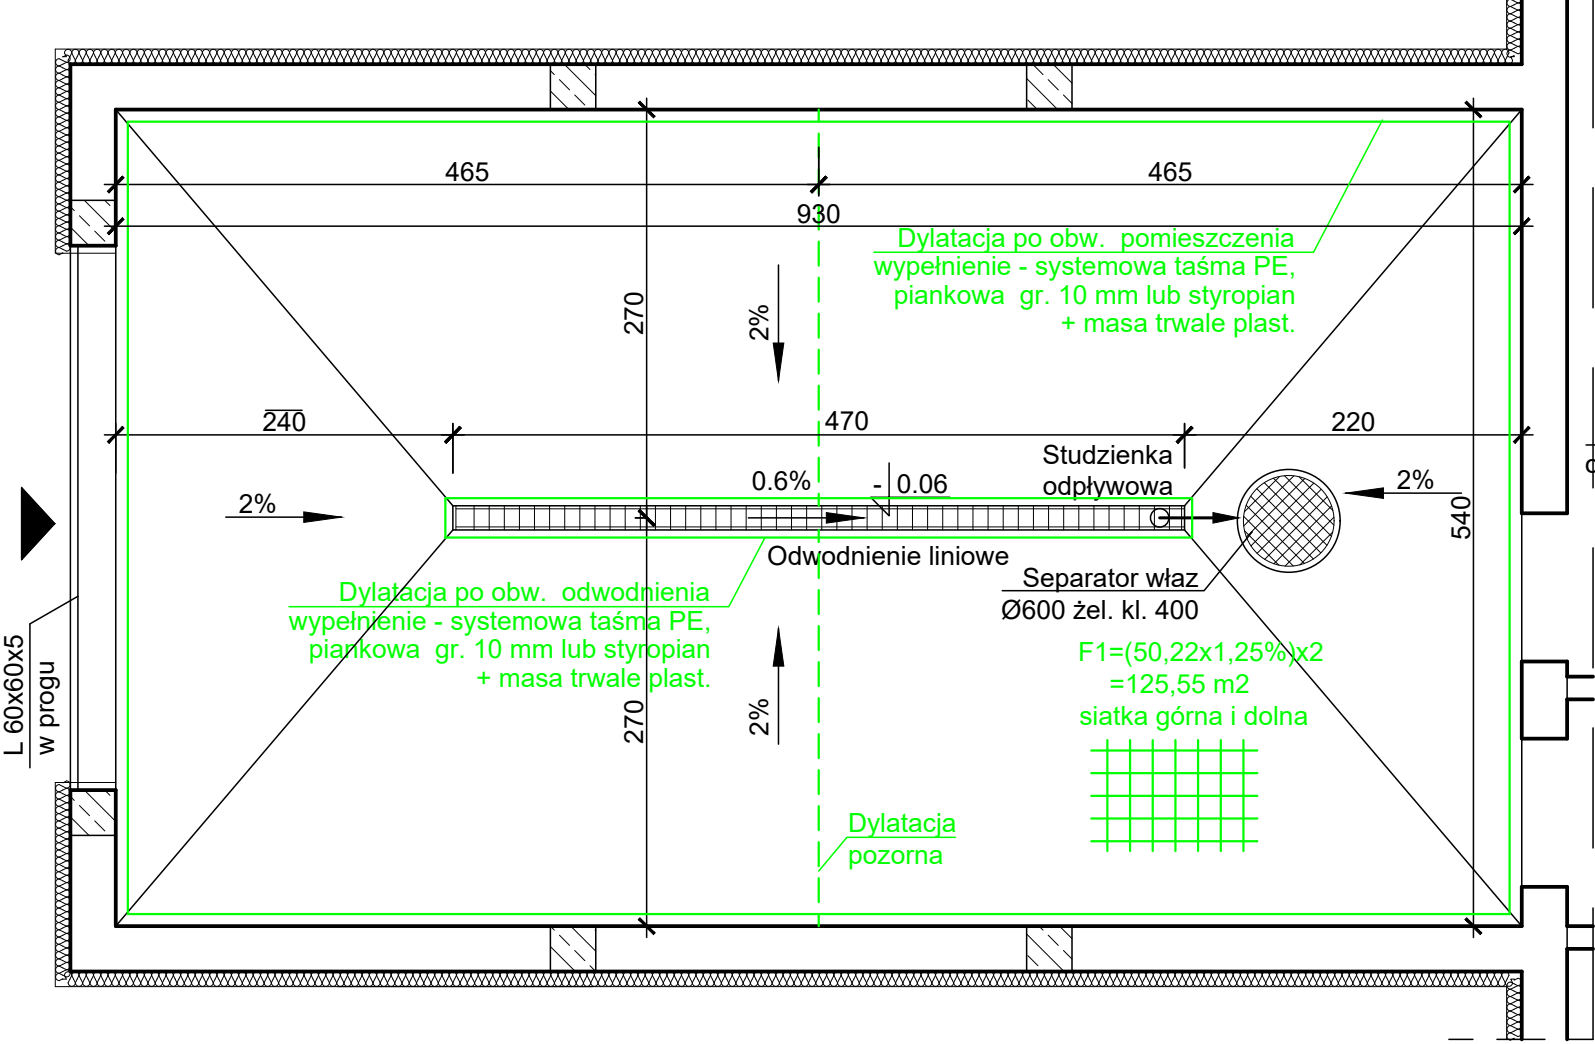 465
465
930
Dylatacja po obw. pomieszczenia
wypełnienie - systemowa taśma PE,
piankowa gr. 10 mm lub styropian
+ masa trwale plast.
270
2%
240
470
220
Studzienka
odpływowa
0.6%
- 0.06
2%
2%
540
Odwodnienie liniowe
Separator właz
Ø600 żel. kl. 400
Dylatacja po obw. odwodnienia
wypełnienie - systemowa taśma PE,
piankowa gr. 10 mm lub styropian
+ masa trwale plast.
L 60x60x5
w progu
F1=(50,22x1,25%)x2
=125,55 m2
siatka górna i dolna
270
2%
Dylatacja
pozorna